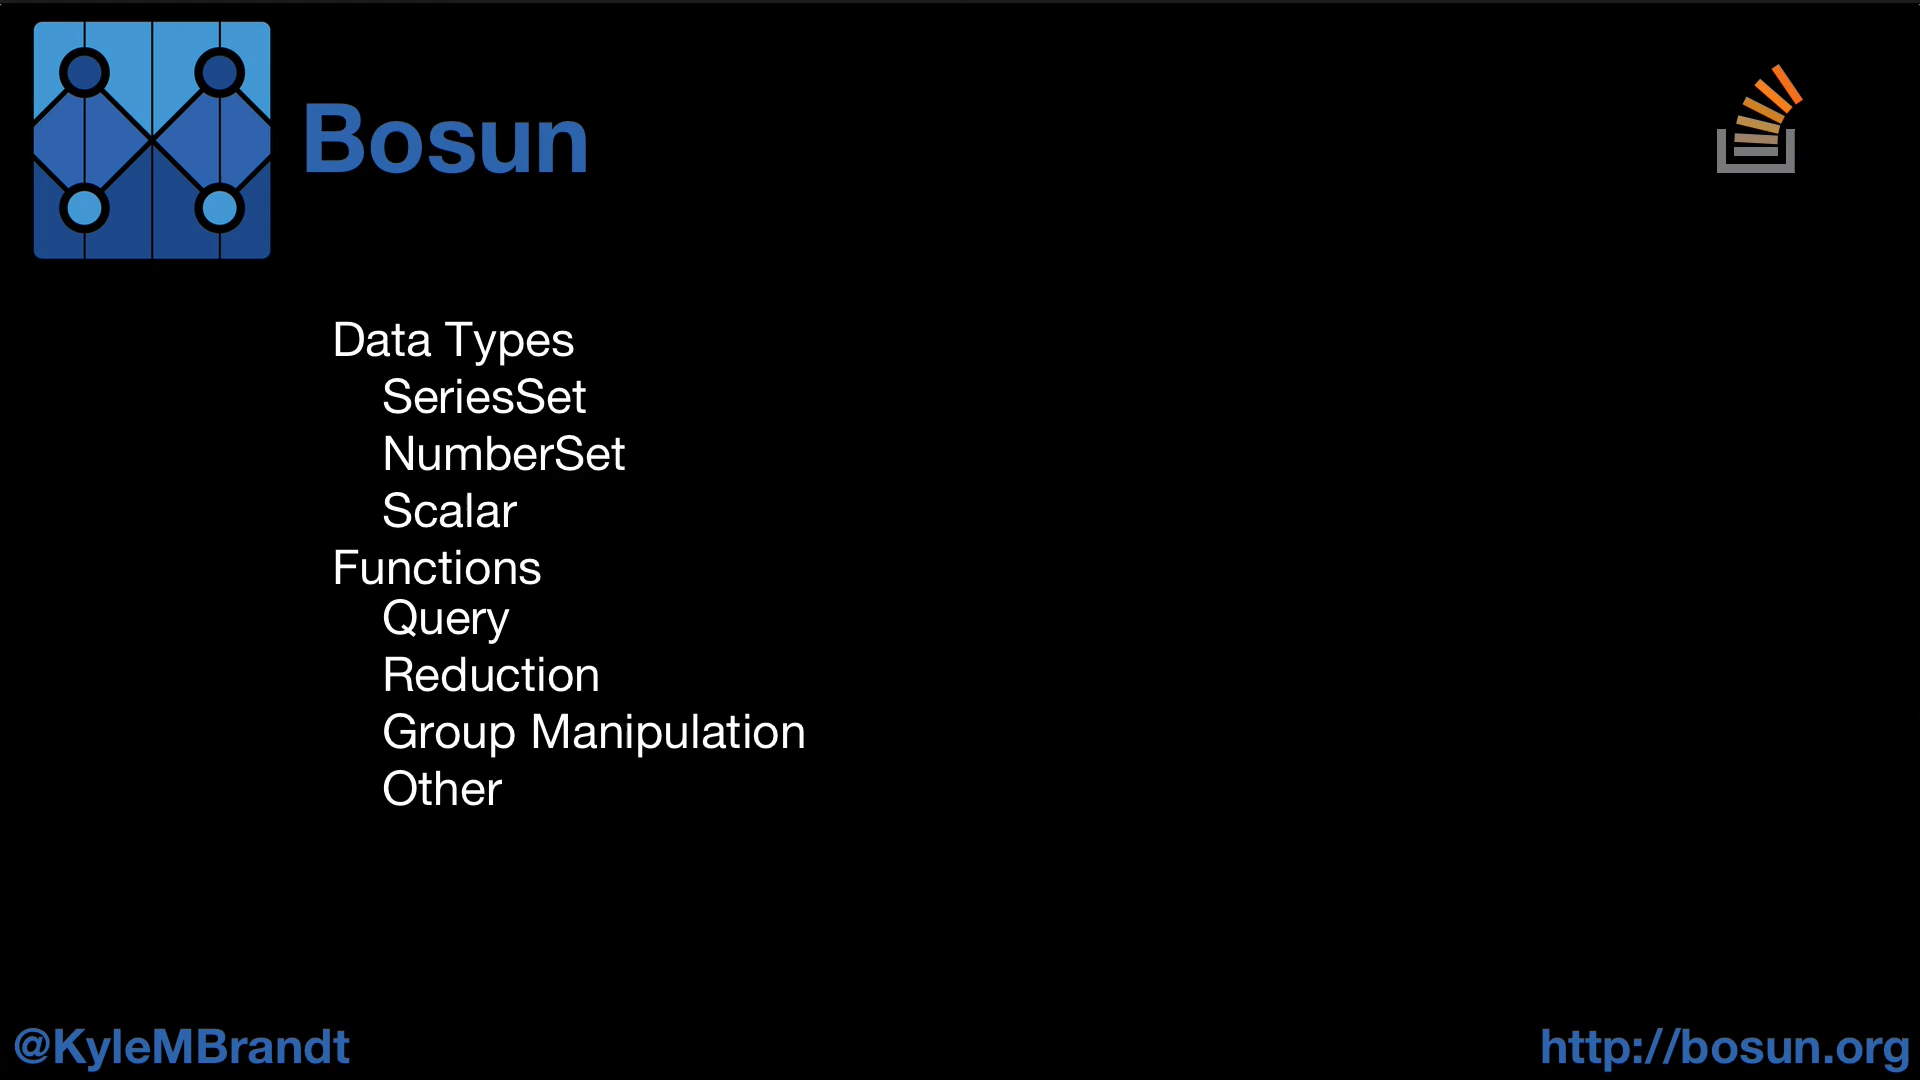 Bosun
Data Types
SeriesSet
NumberSet
Scalar
Functions
Query
Reduction
Group Manipulation
Other
@KyleMBrandt
http://bosun.org